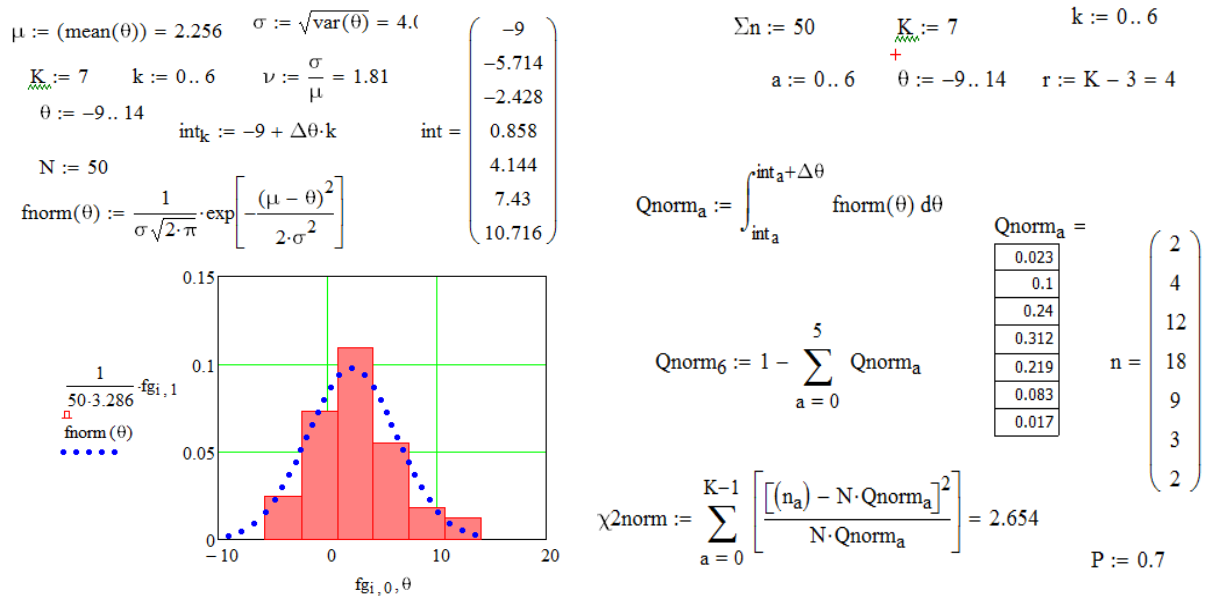 μ := (mean(θ)) = 2.256
σ := √var(θ) = 4.(
K := 7
k := 0.. 6
ν := σ/μ = 1.81
θ := −9.. 14
int_k := −9 + Δθ·k
int = (−9
−5.714
−2.428
0.858
4.144
7.43
10.716)
N := 50
fnorm(θ) := 1/(σ√(2·π))·exp[−(μ − θ)²/(2·σ²)]
0.15
0.1
0.05
0
−10
0
10
20
1/(50·3.286)·fg_i,1
fnorm(θ)
fg_i,0, θ
Σn := 50
K := 7
k := 0.. 6
a := 0.. 6
θ := −9.. 14
r := K − 3 = 4
Qnorm_a := ∫_(int_a)^(int_a+Δθ) fnorm(θ) dθ
Qnorm_a =
0.023
0.1
0.24
0.312
0.219
0.083
0.017
Qnorm_6 := 1 − ∑_(a = 0)^5 Qnorm_a
n = (2
4
12
18
9
3
2)
χ2norm := ∑_(a = 0)^(K−1) [[(n_a) − N·Qnorm_a]²/(N·Qnorm_a)] = 2.654
P := 0.7